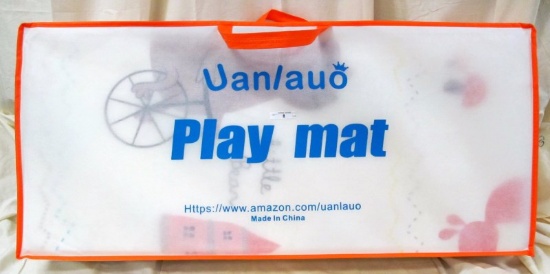 Uanlauo
Play mat
Https://www.amazon.com/uanlauo
Made In China